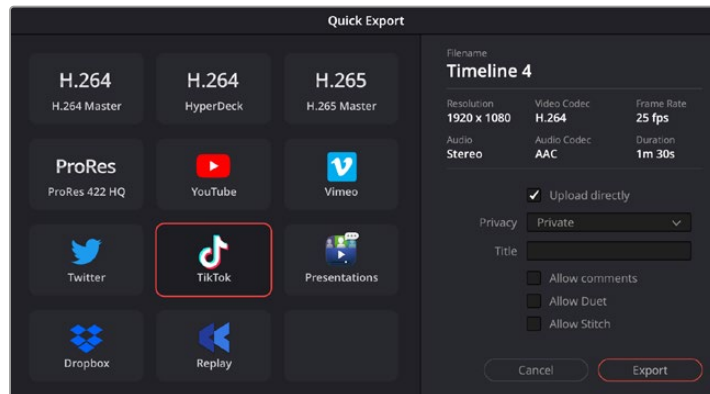 Quick Export
H.264
H.264 Master
H.264
HyperDeck
H.265
H.265 Master
ProRes
ProRes 422 HQ
YouTube
Vimeo
Twitter
TikTok
Presentations
Dropbox
Replay
Filename
Timeline 4
Resolution Video Codec Frame Rate
1920 x 1080 H.264 25 fps
Audio Audio Codec Duration
Stereo AAC 1m 30s
Upload directly
Privacy Private
Title
Allow comments
Allow Duet
Allow Stitch
Cancel Export